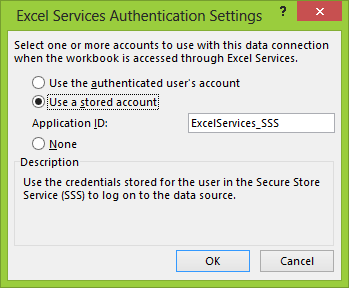 Excel Services Authentication Settings
Select one or more accounts to use with this data connection
when the workbook is accessed through Excel Services.
Use the authenticated user's account
Use a stored account
Application ID: ExcelServices_SSS
None
Description
Use the credentials stored for the user in the Secure Store
Service (SSS) to log on to the data source.
OK Cancel